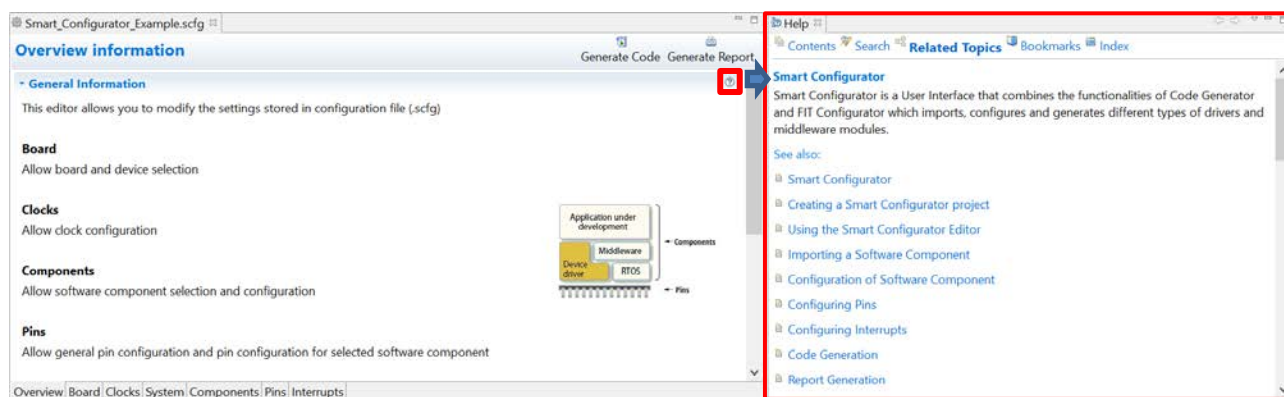 Smart_Configurator_Example.scfg
Overview information
Generate Code Generate Report
General Information
This editor allows you to modify the settings stored in configuration file (.scfg)
Board
Allow board and device selection
Clocks
Allow clock configuration
Components
Allow software component selection and configuration
Pins
Allow general pin configuration and pin configuration for selected software component
Application under
development
Middleware
Device
driver
RTOS
Components
Pins
Overview Board Clocks System Components Pins Interrupts
Help
Contents Search Related Topics Bookmarks Index
Smart Configurator
Smart Configurator is a User Interface that combines the functionalities of Code Generator
and FIT Configurator which imports, configures and generates different types of drivers and
middleware modules.
See also:
Smart Configurator
Creating a Smart Configurator project
Using the Smart Configurator Editor
Importing a Software Component
Configuration of Software Component
Configuring Pins
Configuring Interrupts
Code Generation
Report Generation